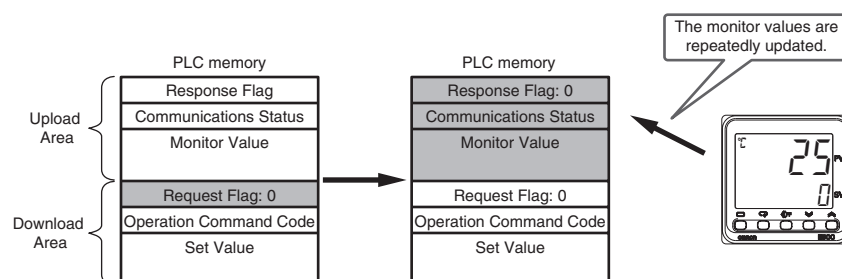 The monitor values are
repeatedly updated.
PLC memory
PLC memory
Upload
Area
Response Flag
Communications Status
Monitor Value
Request Flag: 0
Operation Command Code
Set Value
Download
Area
Response Flag: 0
Communications Status
Monitor Value
Request Flag: 0
Operation Command Code
Set Value
°C
25
0
omron